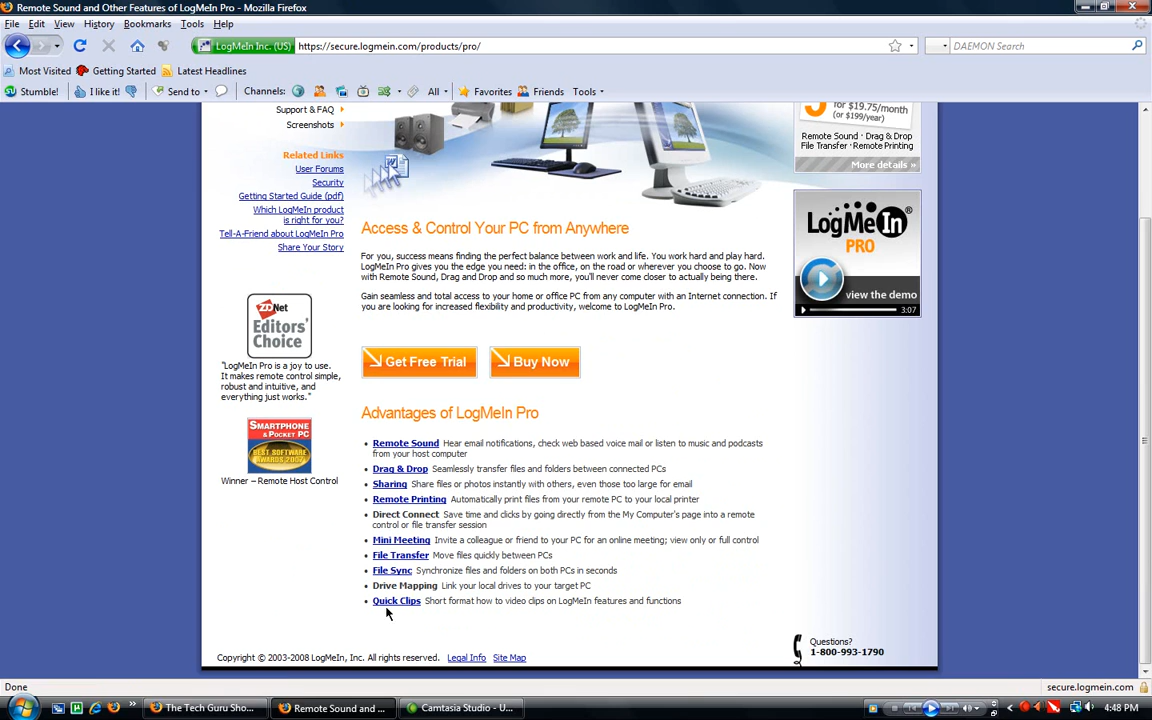 Remote Sound and Other Features of LogMeIn Pro - Mozilla Firefox
File Edit View History Bookmarks Tools Help
LogMeIn Inc. (US) https://secure.logmein.com/products/pro/
DAEMON Search
Most Visited Getting Started Latest Headlines
Stumble! I like it! Send to Channels: All Favorites Friends Tools
Support & FAQ
Screenshots
Related Links
User Forums
Security
Getting Started Guide (pdf)
Which LogMeIn product
is right for you?
Tell-A-Friend about LogMeIn Pro
Share Your Story
ZDNet
Editors'
Choice
"LogMeIn Pro is a joy to use.
It makes remote control simple,
robust and intuitive, and
everything just works."
SMARTPHONE
& POCKET PC
BEST SOFTWARE
AWARDS 2007
Winner – Remote Host Control
Access & Control Your PC from Anywhere
For you, success means finding the perfect balance between work and life. You work hard and play hard.
LogMeIn Pro gives you the edge you need: in the office, on the road or wherever you choose to go. Now
with Remote Sound, Drag and Drop and so much more, you'll never come closer to actually being there.
Gain seamless and total access to your home or office PC from any computer with an Internet connection. If
you are looking for increased flexibility and productivity, welcome to LogMeIn Pro.
Get Free Trial Buy Now
Advantages of LogMeIn Pro
• Remote Sound Hear email notifications, check web based voice mail or listen to music and podcasts
from your host computer
• Drag & Drop Seamlessly transfer files and folders between connected PCs
• Sharing Share files or photos instantly with others, even those too large for email
• Remote Printing Automatically print files from your remote PC to your local printer
• Direct Connect Save time and clicks by going directly from the My Computer's page into a remote
control or file transfer session
• Mini Meeting Invite a colleague or friend to your PC for an online meeting; view only or full control
• File Transfer Move files quickly between PCs
• File Sync Synchronize files and folders on both PCs in seconds
• Drive Mapping Link your local drives to your target PC
• Quick Clips Short format how to video clips on LogMeIn features and functions
for $19.75/month
(or $199/year)
Remote Sound · Drag & Drop
File Transfer · Remote Printing
More details »
LogMeIn®
PRO
view the demo
3:07
Questions?
1-800-993-1790
Copyright © 2003-2008 LogMeIn, Inc. All rights reserved. Legal Info Site Map
Done
secure.logmein.com
The Tech Guru Sho... Remote Sound and ... Camtasia Studio - U...
4:48 PM